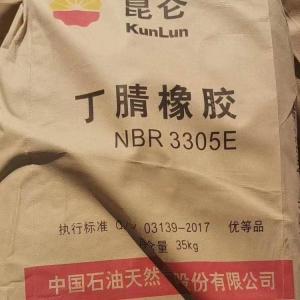 昆仑
KunLun
丁腈橡胶
NBR 3305E
执行标准 Q/ 03139-2017 优等品
含量 35kg
中国石油天然 股份有限公司